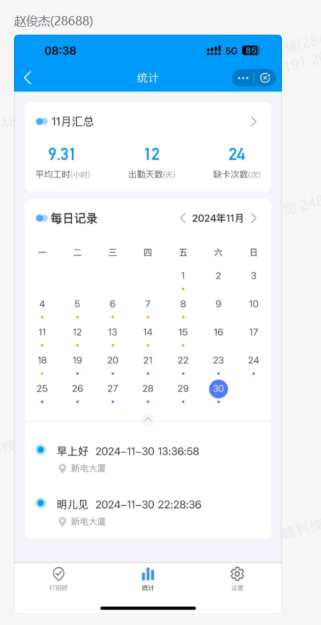 赵俊杰(28688)
08:38
5G 85
统计
11月汇总
9.31 12 24
平均工时(小时) 出勤天数(天) 缺卡次数(次)
每日记录 2024年11月
一 二 三 四 五 六 日
1 2 3
4 5 6 7 8 9 10
11 12 13 14 15 16 17
18 19 20 21 22 23 24
25 26 27 28 29 30
早上好 2024-11-30 13:36:58
新电大厦
明儿见 2024-11-30 22:28:36
新电大厦
打招呼 统计 设置